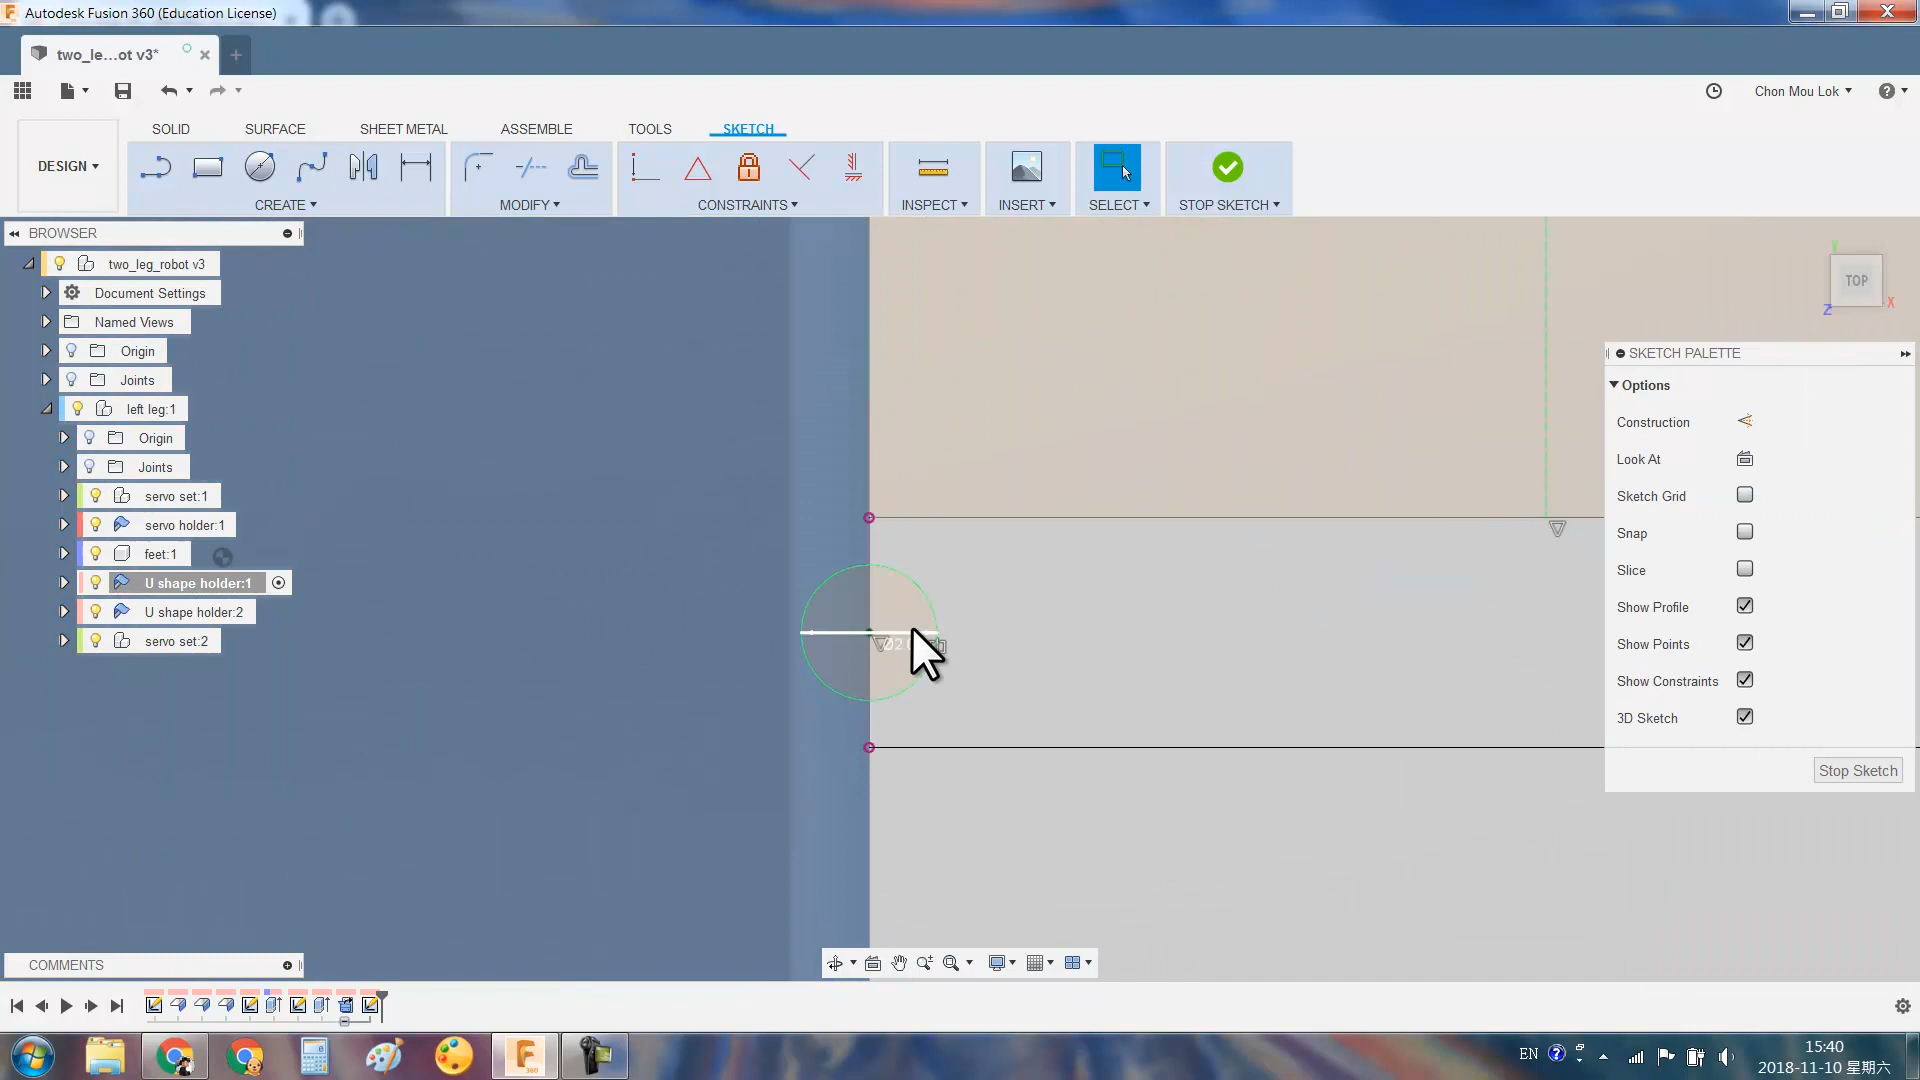 Autodesk Fusion 360 (Education License)
two_le...ot v3*
Chon Mou Lok
DESIGN
SOLID
SURFACE
SHEET METAL
ASSEMBLE
TOOLS
SKETCH
CREATE
MODIFY
CONSTRAINTS
INSPECT
INSERT
SELECT
STOP SKETCH
BROWSER
two_leg_robot v3
Document Settings
Named Views
Origin
Joints
left leg:1
Origin
Joints
servo set:1
servo holder:1
feet:1
U shape holder:1
U shape holder:2
servo set:2
TOP
Y
X
Z
SKETCH PALETTE
Options
Construction
Look At
Sketch Grid
Snap
Slice
Show Profile
Show Points
Show Constraints
3D Sketch
Stop Sketch
COMMENTS
360
EN
15:40
2018-11-10 星期六